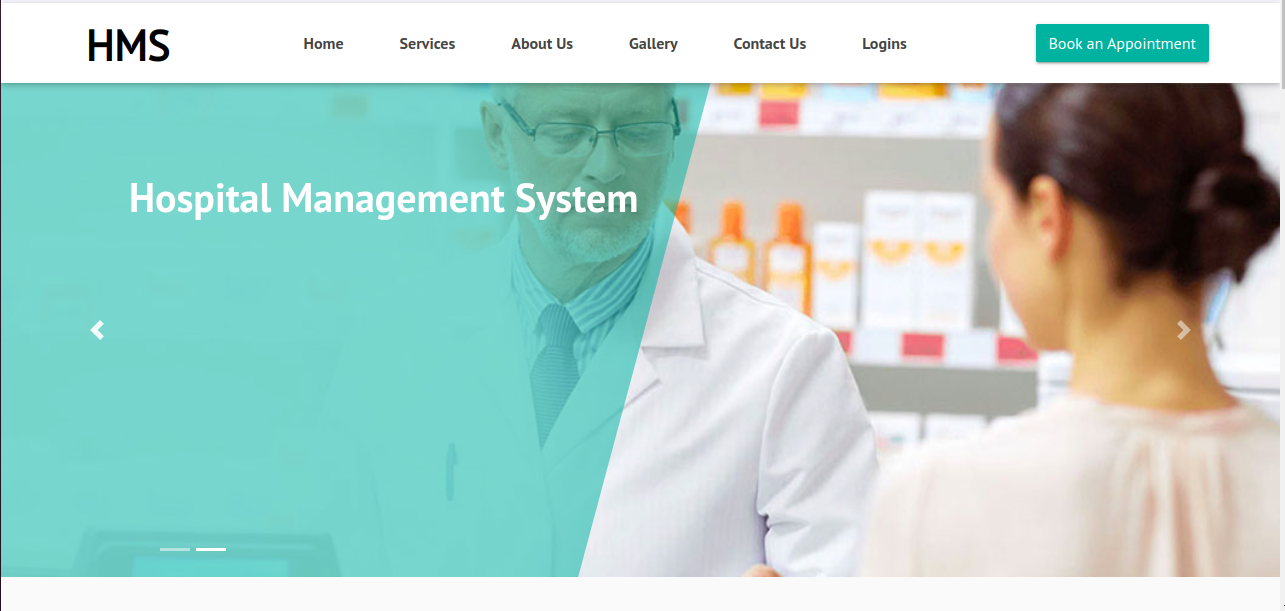 HMS
Home
Services
About Us
Gallery
Contact Us
Logins
Book an Appointment
Hospital Management System